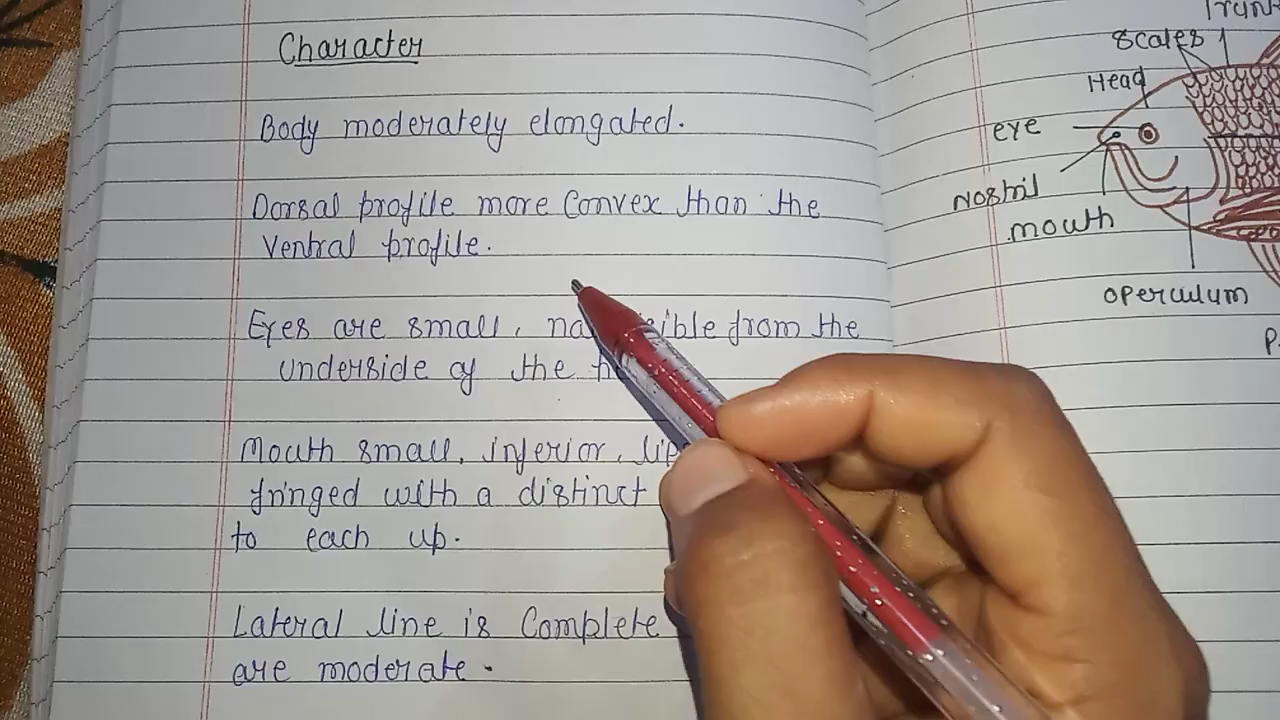 Character
Body moderately elongated.
Dorsal profile more Convex than the
Ventral profile.
Eyes are small, from the
underside of the
Mouth small, inferior,
fringed with a distinct
to each up.
Lateral line is Complete
are moderate.
scales
Head
eye
Nostril
mouth
operculum